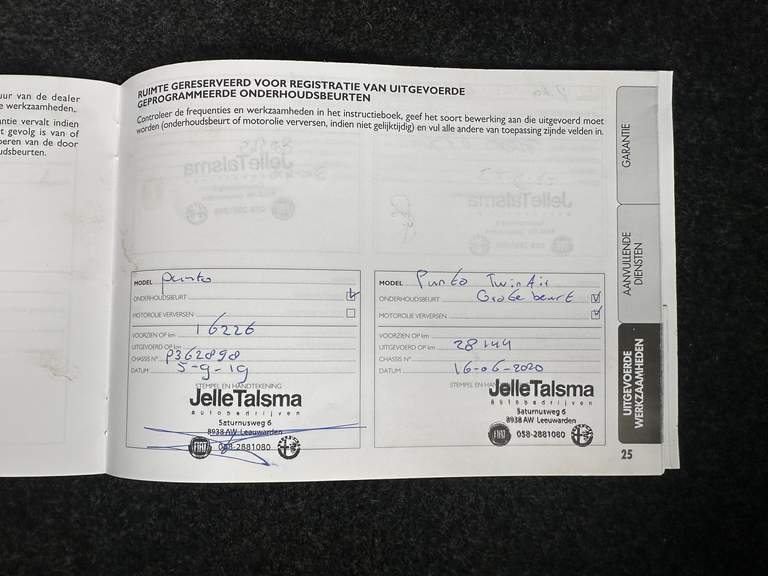 uur van de dealer
e werkzaamheden.
ntie vervalt indien
t gevolg is van of
peren van de door
udsbeurten.
RUIMTE GERESERVEERD VOOR REGISTRATIE VAN UITGEVOERDE
GEPROGRAMMEERDE ONDERHOUDSBEURTEN
Controleer de frequenties en werkzaamheden in het instructieboek, geef het soort bewerking aan die uitgevoerd moet
worden (onderhoudsbeurt of motorolie verversen, indien niet gelijktijdig) en vul alle andere van toepassing zijnde velden in.
MODEL punto
ONDERHOUDSBEURT
MOTOROLIE VERVERSEN
VOORZIEN OP km 16226
UITGEVOERD OP km
CHASSIS N° P362898
DATUM 5-9-19
STEMPEL EN HANDTEKENING
JelleTalsma
autobedrijven
Saturnusweg 6
8938 AW Leeuwarden
FIAT 058-2881080
MODEL Punto TwinAir
ONDERHOUDSBEURT Grote beurt
MOTOROLIE VERVERSEN
VOORZIEN OP km
UITGEVOERD OP km 28144
CHASSIS N°
DATUM 16-06-2020
STEMPEL EN HAN
JelleTalsma
autobedrijven
Saturnusweg 6
8938 AW Leeuwarden
FIAT 058-2881080
GARANTIE
AANVULLENDE
DIENSTEN
UITGEVOERDE
WERKZAAMHEDEN
25